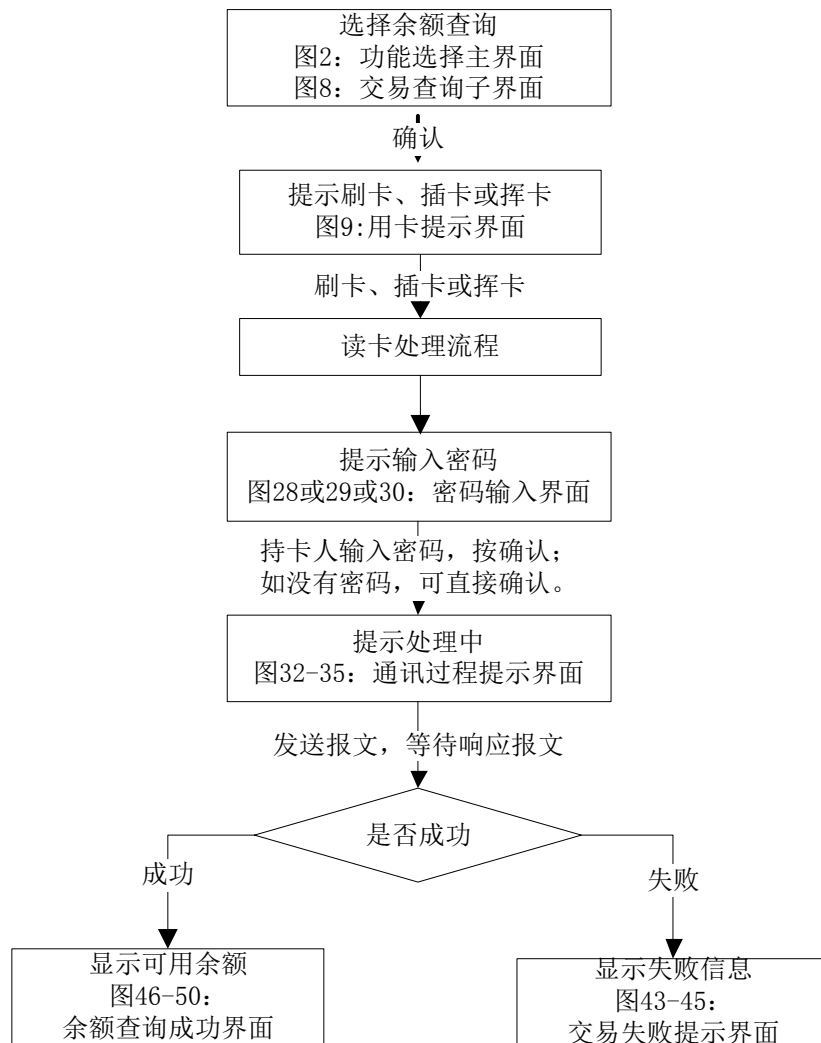 选择余额查询
图2：功能选择主界面
图8：交易查询子界面
确认
提示刷卡、插卡或挥卡
图9:用卡提示界面
刷卡、插卡或挥卡
读卡处理流程
提示输入密码
图28或29或30：密码输入界面
持卡人输入密码，按确认；
如没有密码，可直接确认。
提示处理中
图32-35：通讯过程提示界面
发送报文，等待响应报文
是否成功
成功
失败
显示可用余额
图46-50：
余额查询成功界面
显示失败信息
图43-45：
交易失败提示界面